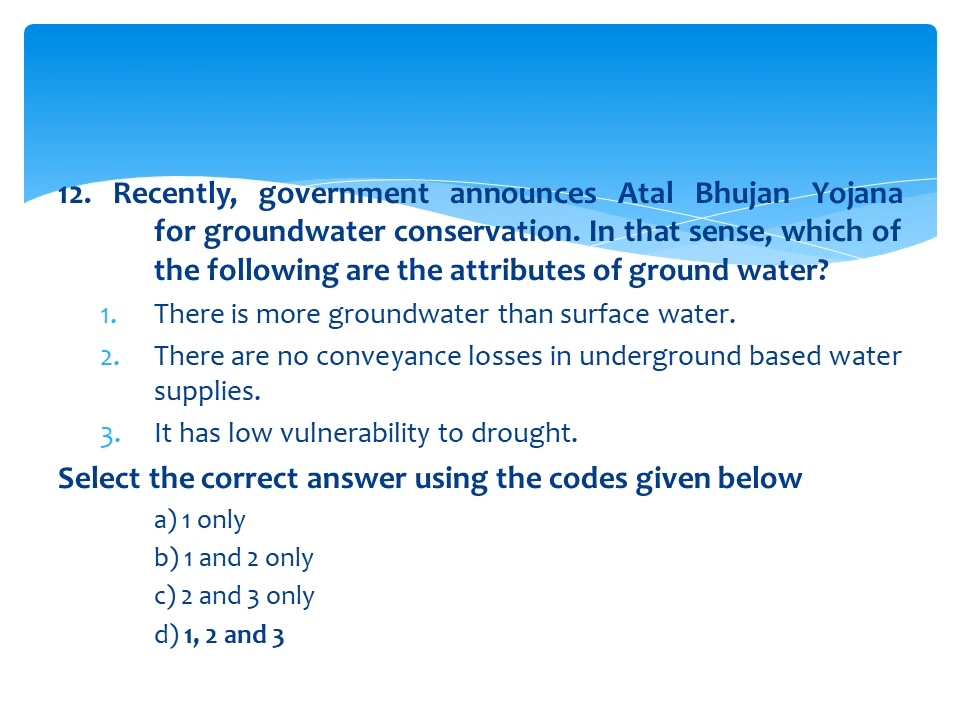 12. Recently, government announces Atal Bhujan Yojana
for groundwater conservation. In that sense, which of
the following are the attributes of ground water?
1. There is more groundwater than surface water.
2. There are no conveyance losses in underground based water
supplies.
3. It has low vulnerability to drought.
Select the correct answer using the codes given below
a) 1 only
b) 1 and 2 only
c) 2 and 3 only
d) 1, 2 and 3